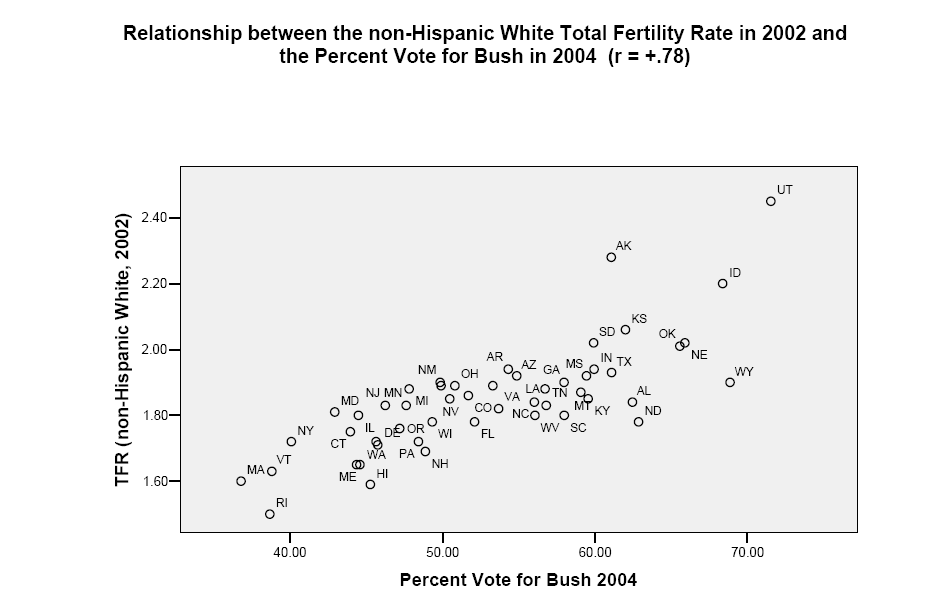 Relationship between the non-Hispanic White Total Fertility Rate in 2002 and
the Percent Vote for Bush in 2004 (r = +.78)
TFR (non-Hispanic White, 2002)
2.40
2.20
2.00
1.80
1.60
UT
AK
ID
KS
SD
OK
NE
IN
TX
MS
WY
AR
AZ
GA
NM
OH
NJ
MN
MI
LA
TN
AL
VA
MD
NV
CO
NC
MT
KY
ND
NY
IL
DE
OR
WI
FL
WV
SC
CT
WA
PA
NH
VT
MA
ME
HI
RI
40.00
50.00
60.00
70.00
Percent Vote for Bush 2004